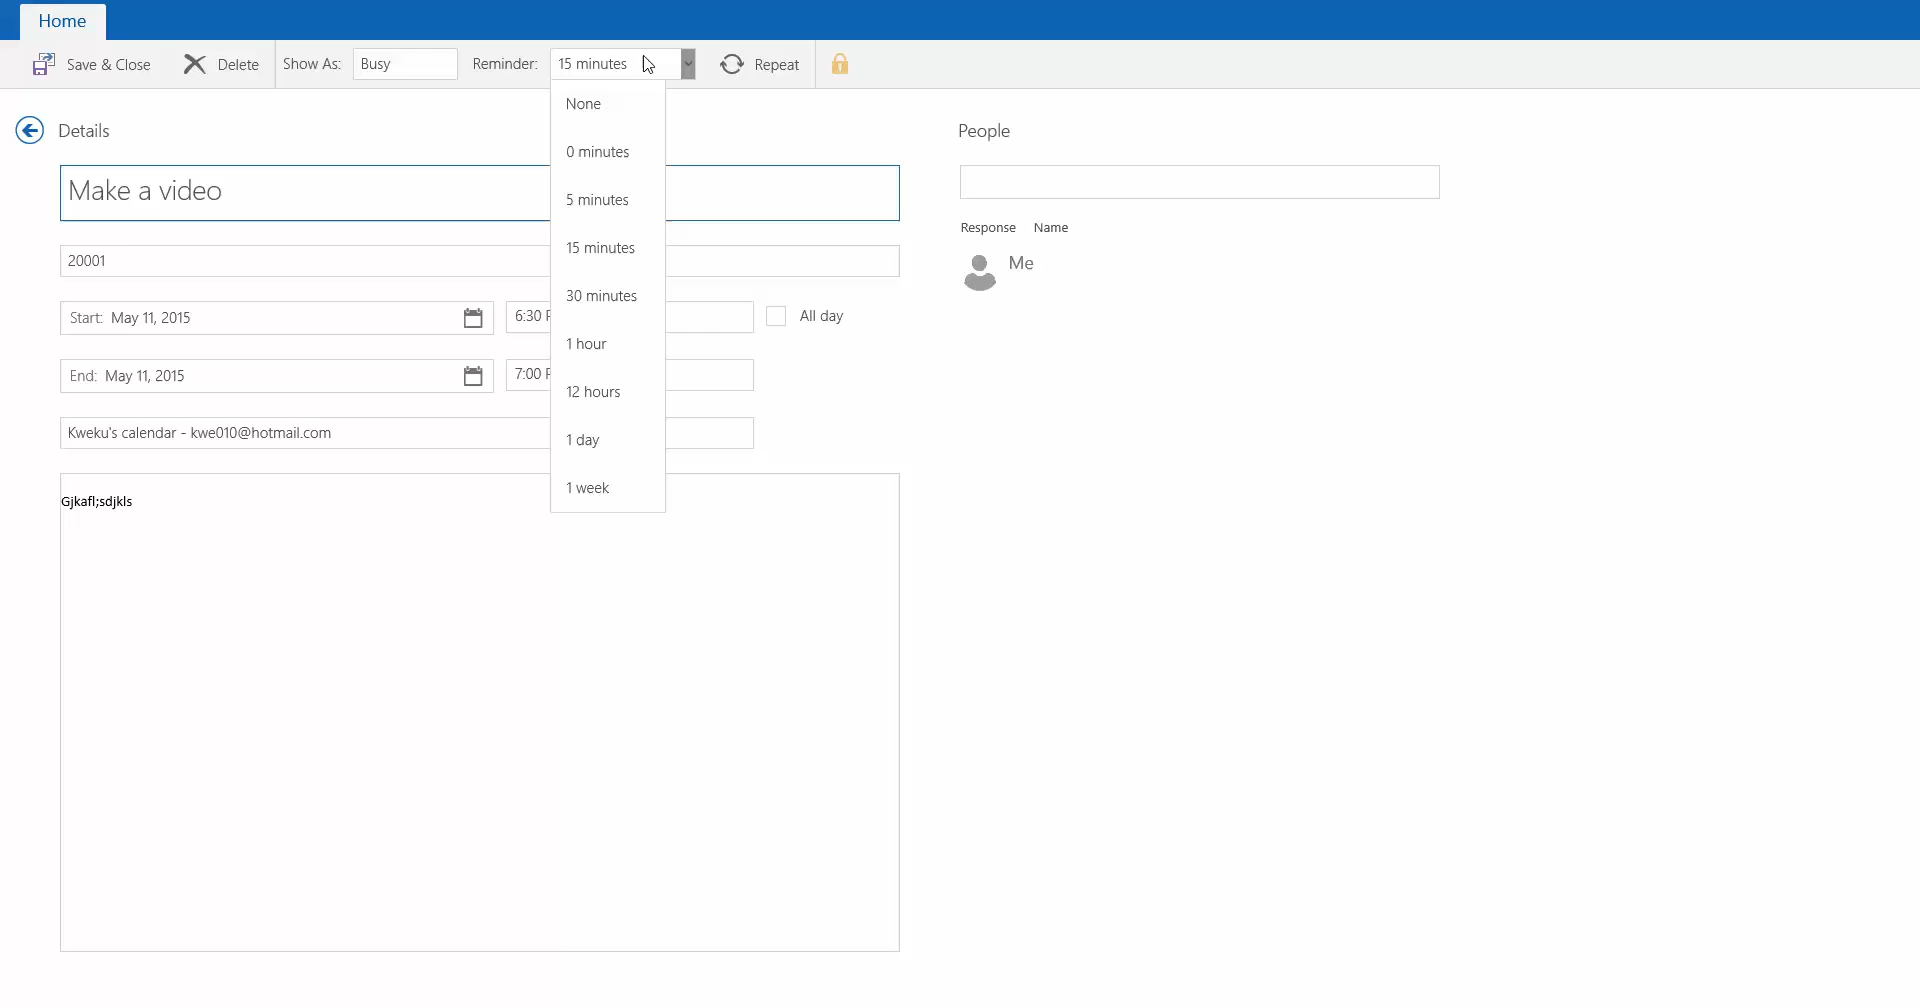 Home
Save & Close Delete Show As: Busy Reminder: 15 minutes Repeat
None
0 minutes
5 minutes
15 minutes
30 minutes
1 hour
12 hours
1 day
1 week
Details
Make a video
20001
Start: May 11, 2015 6:30 All day
End: May 11, 2015 7:00
Kweku's calendar - kwe010@hotmail.com
Gjkafl;sdjkls
People
Response Name
Me